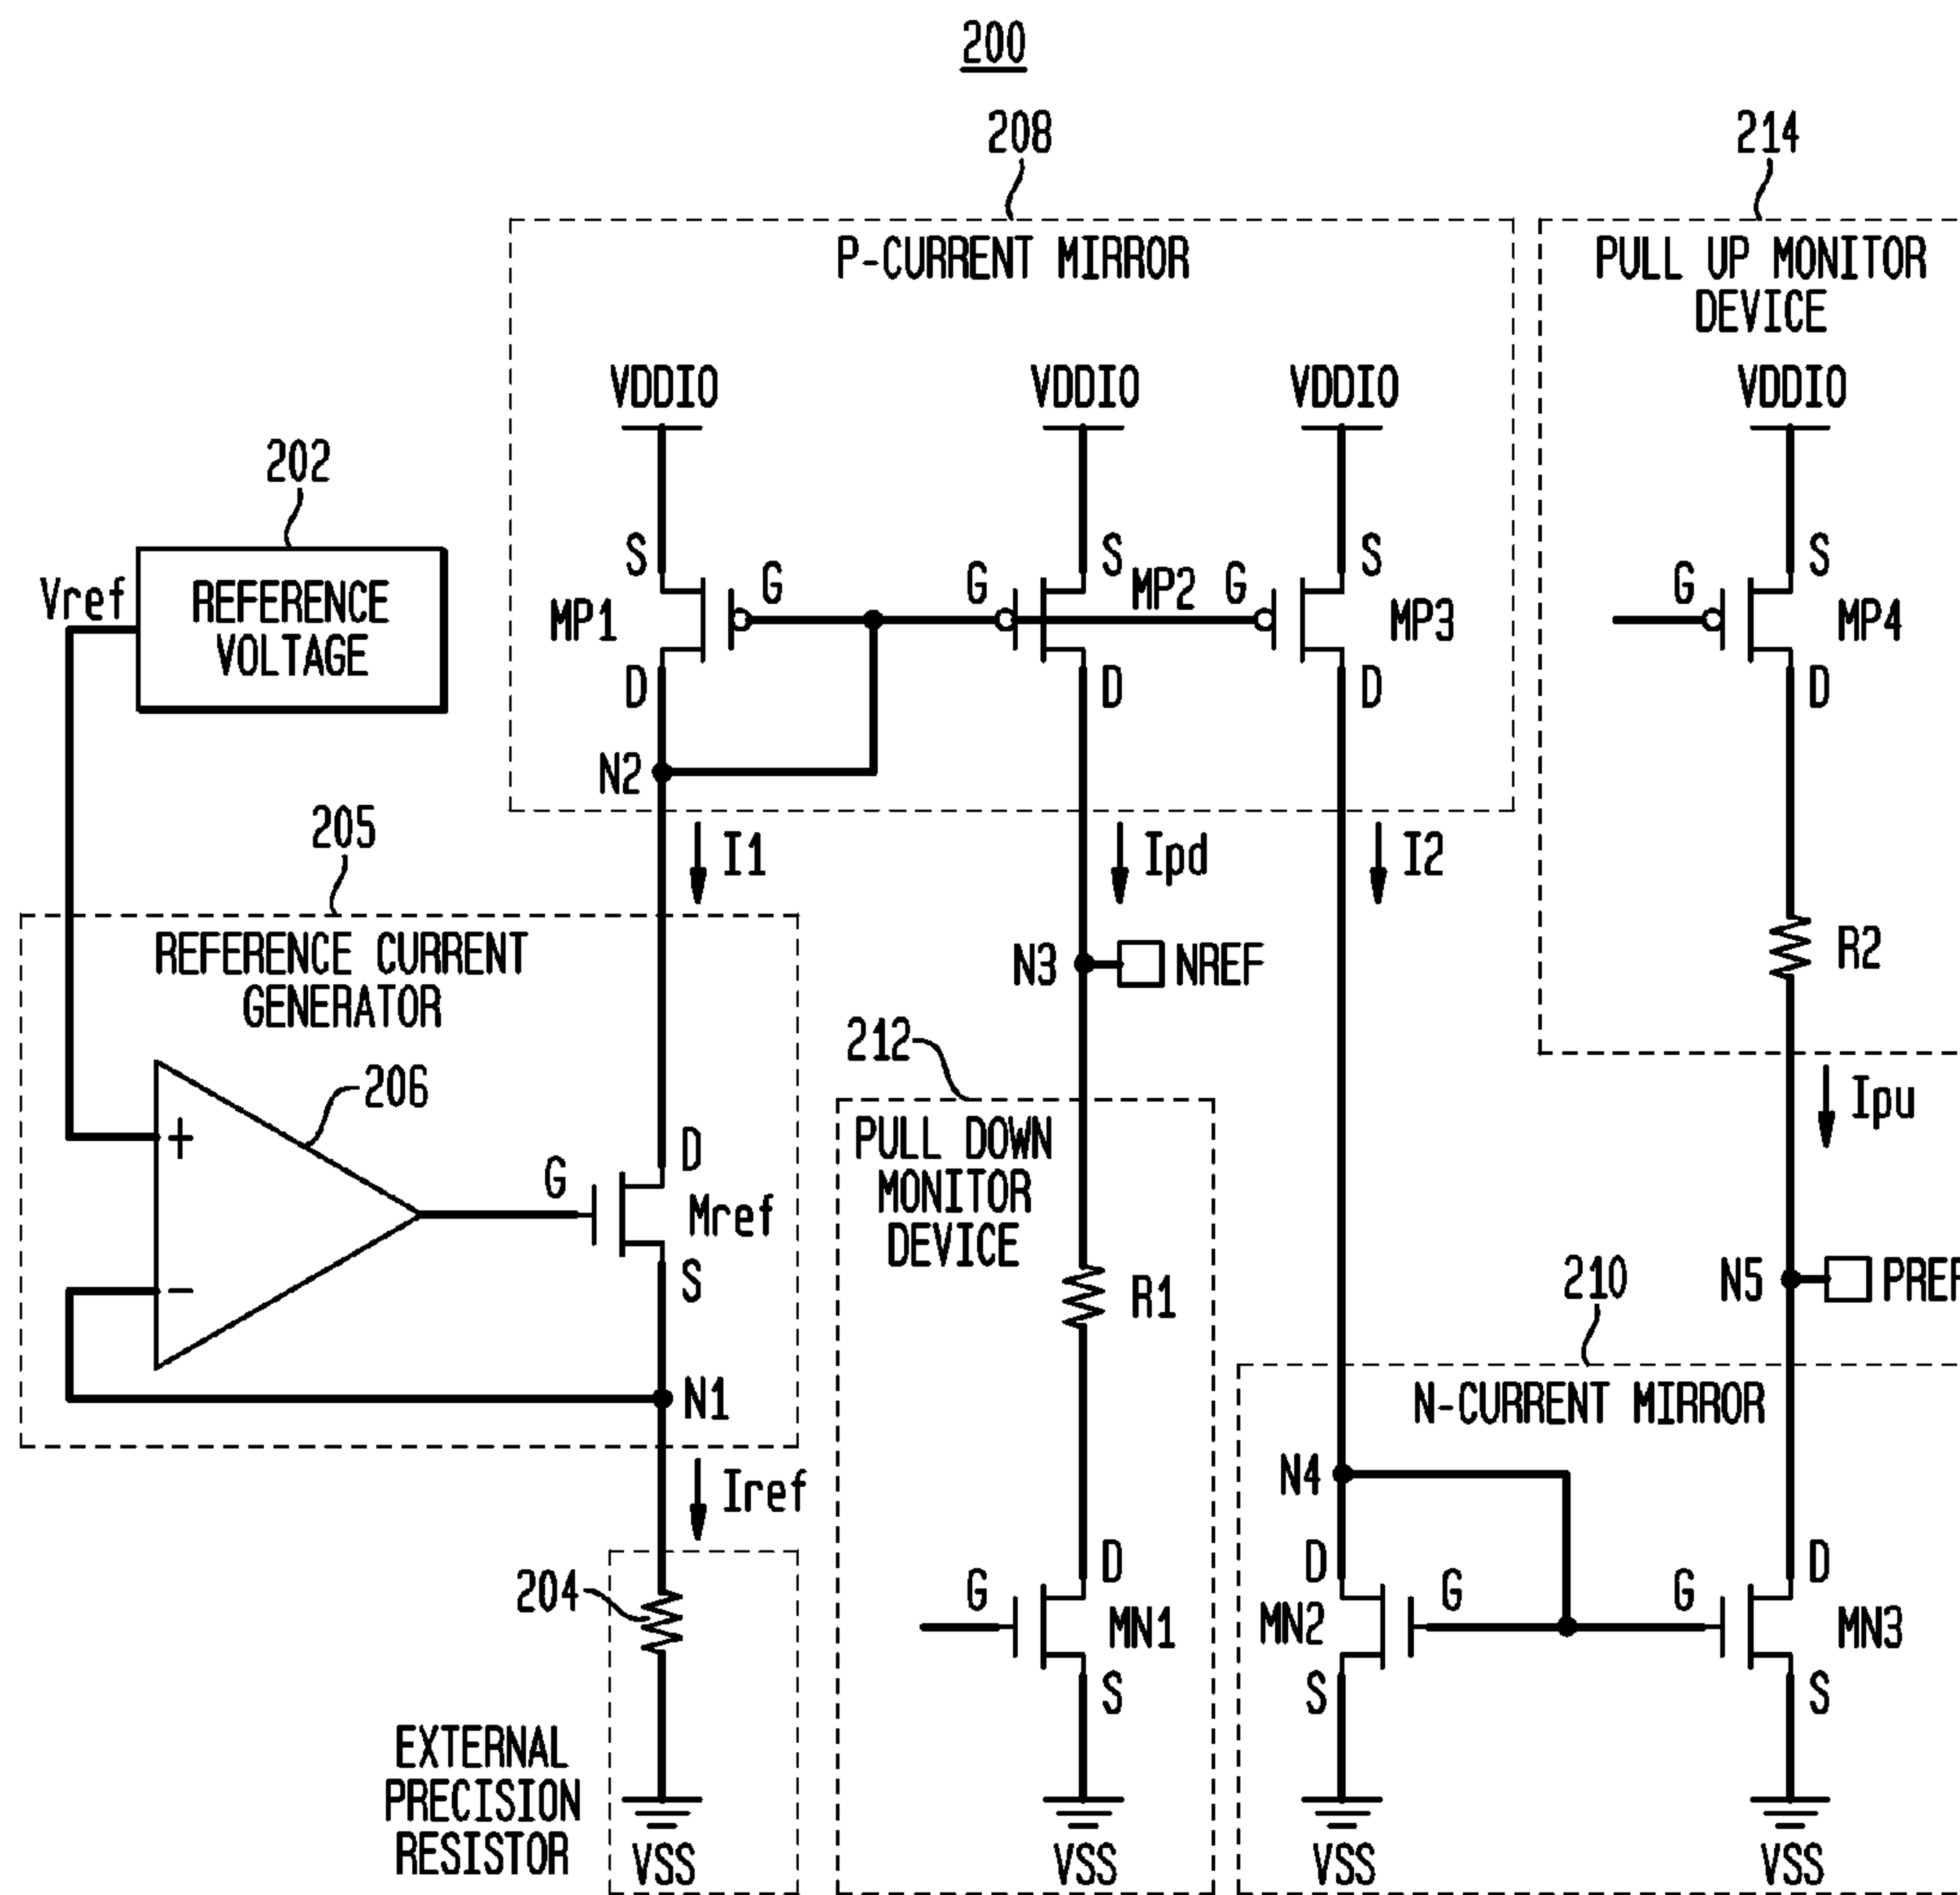 200
208
214
P-CURRENT MIRROR
PULL UP MONITOR
DEVICE
VDDIO
VDDIO
VDDIO
VDDIO
202
Vref
REFERENCE
VOLTAGE
S
MP1
G
D
N2
G
S
MP2
D
G
S
MP3
D
G
S
MP4
D
205
I1
Ipd
I2
REFERENCE CURRENT
GENERATOR
N3
NREF
R2
212
206
+
-
Ipu
G
D
Mref
S
PULL DOWN
MONITOR
DEVICE
R1
210
N5
N1
N-CURRENT MIRROR
Iref
N4
204
G
D
MN1
S
D
MN2
G
S
G
D
MN3
S
EXTERNAL
PRECISION
RESISTOR
VSS
VSS
VSS
VSS